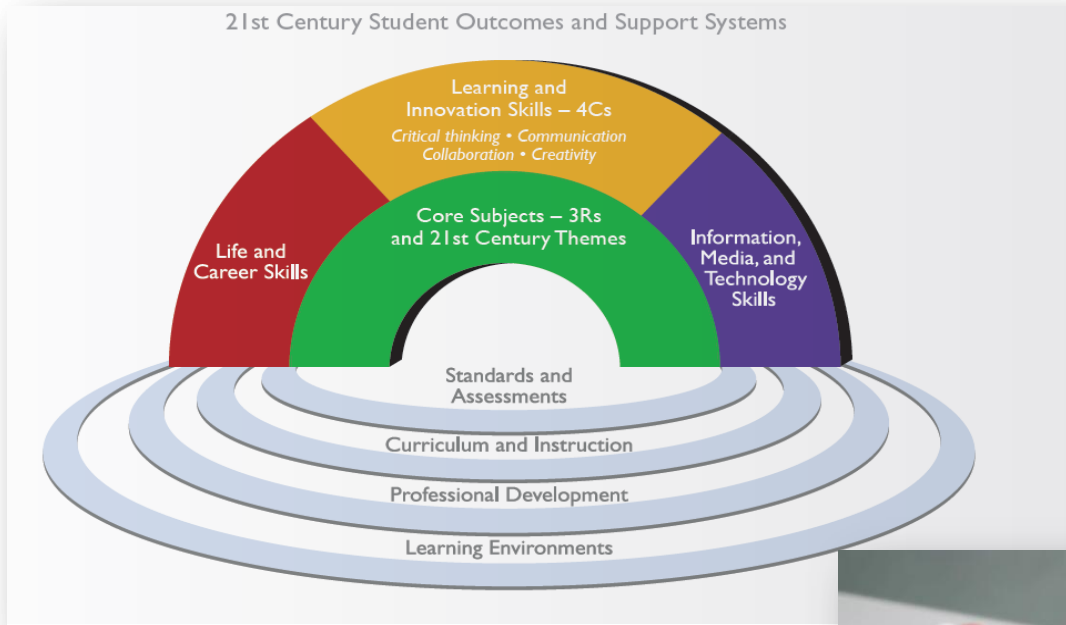 21st Century Student Outcomes and Support Systems
Learning and
Innovation Skills – 4Cs
Critical thinking • Communication
Collaboration • Creativity
Core Subjects – 3Rs
and 21st Century Themes
Life and
Career Skills
Information,
Media, and
Technology
Skills
Standards and
Assessments
Curriculum and Instruction
Professional Development
Learning Environments